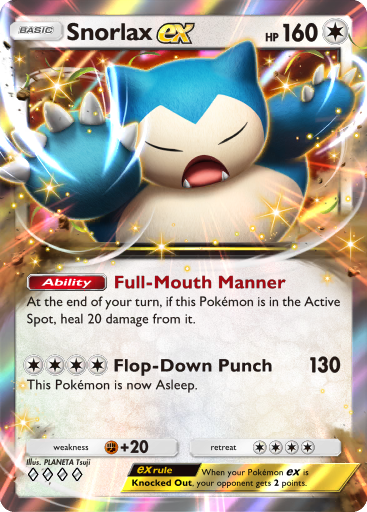 BASIC Snorlax ex HP 160
Ability Full-Mouth Manner
At the end of your turn, if this Pokémon is in the Active
Spot, heal 20 damage from it.
Flop-Down Punch 130
This Pokémon is now Asleep.
weakness +20 retreat
Illus. PLANETA Tsuji
ex rule When your Pokémon ex is
Knocked Out, your opponent gets 2 points.